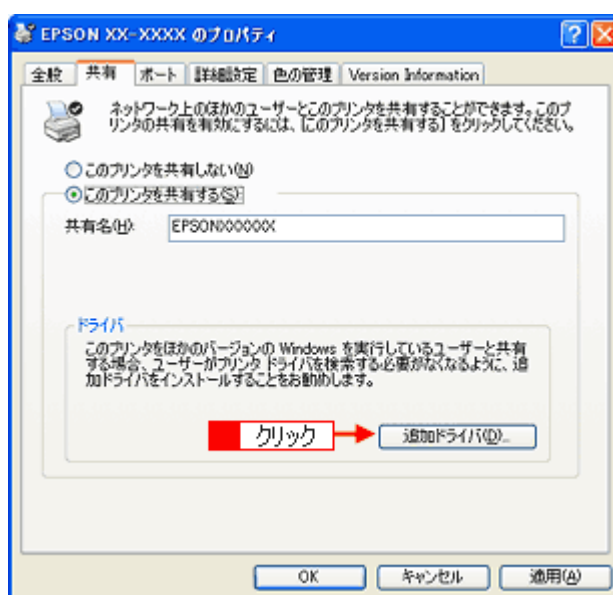 EPSON XX-XXXX のプロパティ
全般 共有 ポート 詳細設定 色の管理 Version Information
ネットワーク上のほかのユーザーとこのプリンタを共有することができます。このプ
リンタの共有を有効にするには、[このプリンタを共有する] をクリックしてください。
このプリンタを共有しない(N)
このプリンタを共有する(S)
共有名(H): EPSONXXXXXX
ドライバ
このプリンタをほかのバージョンの Windows を実行しているユーザーと共有
する場合、ユーザーがプリンタ ドライバを検索する必要がなくなるように、追
加ドライバをインストールすることをお勧めします。
クリック 追加ドライバ(D)...
OK キャンセル 適用(A)